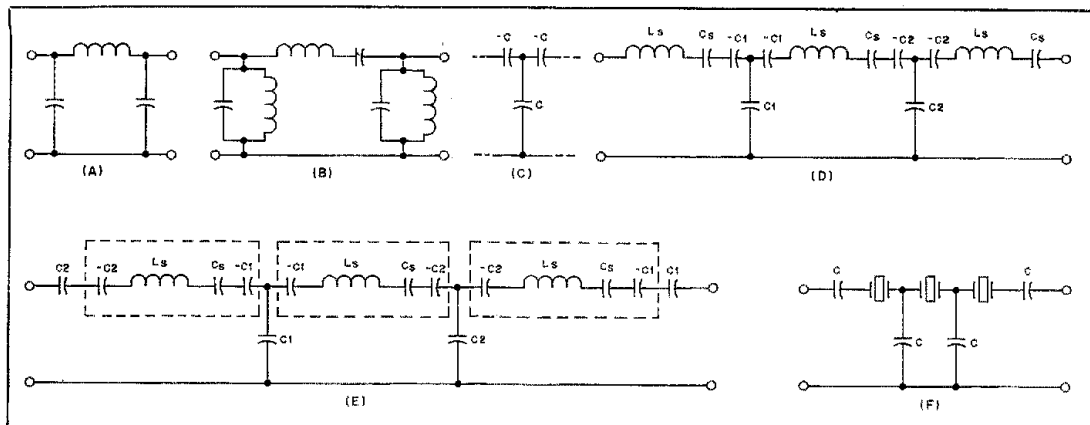 -C -C
C
Ls Cs -C1 -C1 Ls Cs -C2 -C2 Ls Cs
C1 C2
(A) (B) (C) (D)
C2 -C2 Ls Cs -C1 -C1 Ls Cs -C2 -C2 Ls Cs -C1 C1
C1 C2
(E)
C C
C C
(F)